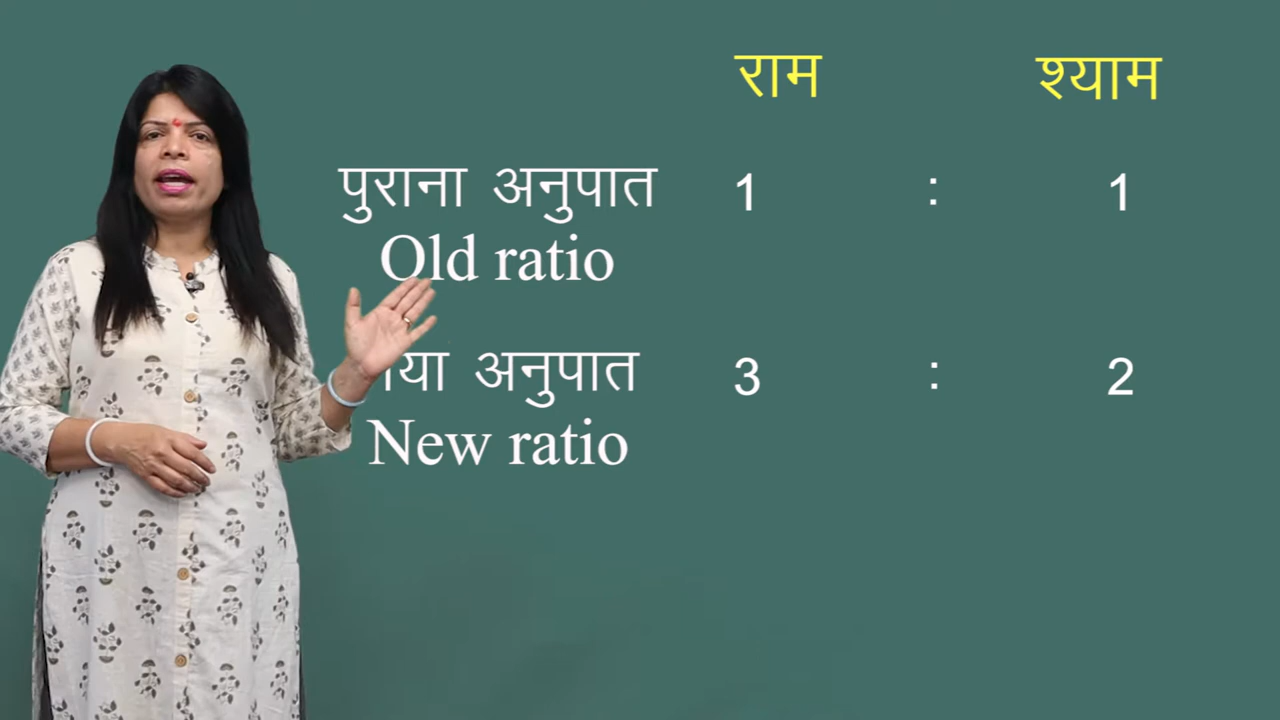 राम : श्याम
पुराना अनुपात 1 : 1
Old ratio
अनुपात 3 : 2
New ratio